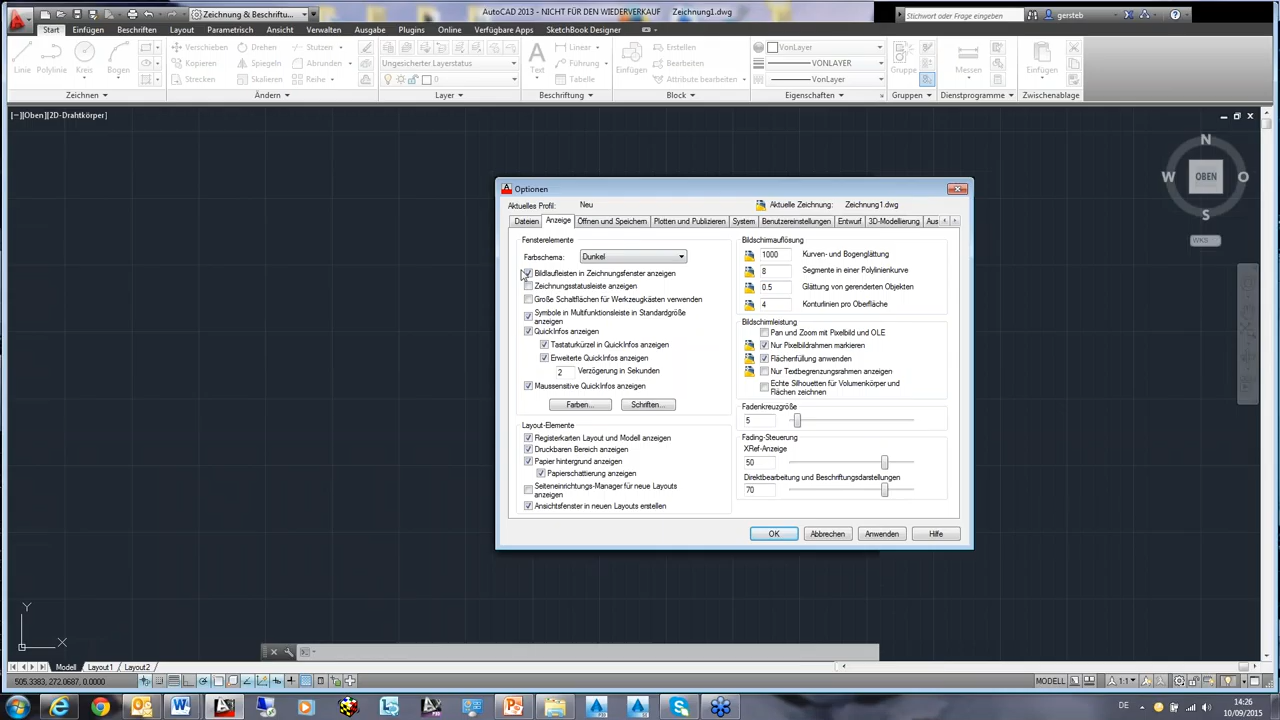 Zeichnung & Beschriftu...
AutoCAD 2013 - NICHT FÜR DEN WIEDERVERKAUF Zeichnung1.dwg
Stichwort oder Frage eingeben
gersteb
Start Einfügen Beschriften Layout Parametrisch Ansicht Verwalten Ausgabe Plugins Online Verfügbare Apps SketchBook Designer
Linie Polylinie Kreis Bogen
Verschieben Drehen Stutzen
Kopieren Spiegeln Abrunden
Strecken Skalieren Reihe
Ungesicherter Layerstatus
0
Text
Linear
Führung
Tabelle
Einfügen
Erstellen
Bearbeiten
Attribute bearbeiten
VonLayer
VONLAYER
VonLayer
Gruppe
Messen
Einfügen
Zeichnen Ändern Layer Beschriftung Block Eigenschaften Gruppen Dienstprogramme Zwischenablage
[−][Oben][2D-Drahtkörper]
N
W OBEN O
S
WKS
Optionen
Aktuelles Profil: Neu Aktuelle Zeichnung: Zeichnung1.dwg
Dateien Anzeige Öffnen und Speichern Plotten und Publizieren System Benutzereinstellungen Entwurf 3D-Modellierung Aus
Fensterelemente
Farbschema: Dunkel
Bildlaufleisten in Zeichnungsfenster anzeigen
Zeichnungsstatusleiste anzeigen
Große Schaltflächen für Werkzeugkästen verwenden
Symbole in Multifunktionsleiste in Standardgröße
anzeigen
QuickInfos anzeigen
Tastaturkürzel in QuickInfos anzeigen
Erweiterte QuickInfos anzeigen
2 Verzögerung in Sekunden
Maussensitive QuickInfos anzeigen
Farben... Schriften...
Layout-Elemente
Registerkarten Layout und Modell anzeigen
Druckbaren Bereich anzeigen
Papier hintergrund anzeigen
Papierschattierung anzeigen
Seiteneinrichtungs-Manager für neue Layouts
anzeigen
Ansichtsfenster in neuen Layouts erstellen
Bildschirmauflösung
1000 Kurven- und Bogenglättung
8 Segmente in einer Polylinienkurve
0.5 Glättung von gerenderten Objekten
4 Konturlinien pro Oberfläche
Bildschirmleistung
Pan und Zoom mit Pixelbild und OLE
Nur Pixelbildrahmen markieren
Flächenfüllung anwenden
Nur Textbegrenzungsrahmen anzeigen
Echte Silhouetten für Volumenkörper und
Flächen zeichnen
Fadenkreuzgröße
5
Fading-Steuerung
XRef-Anzeige
50
Direktbearbeitung und Beschriftungsdarstellungen
70
OK Abbrechen Anwenden Hilfe
Y
X
Modell Layout1 Layout2
505.3383, 272.0687, 0.0000
MODELL
1:1
DE
14:26
10/09/2015